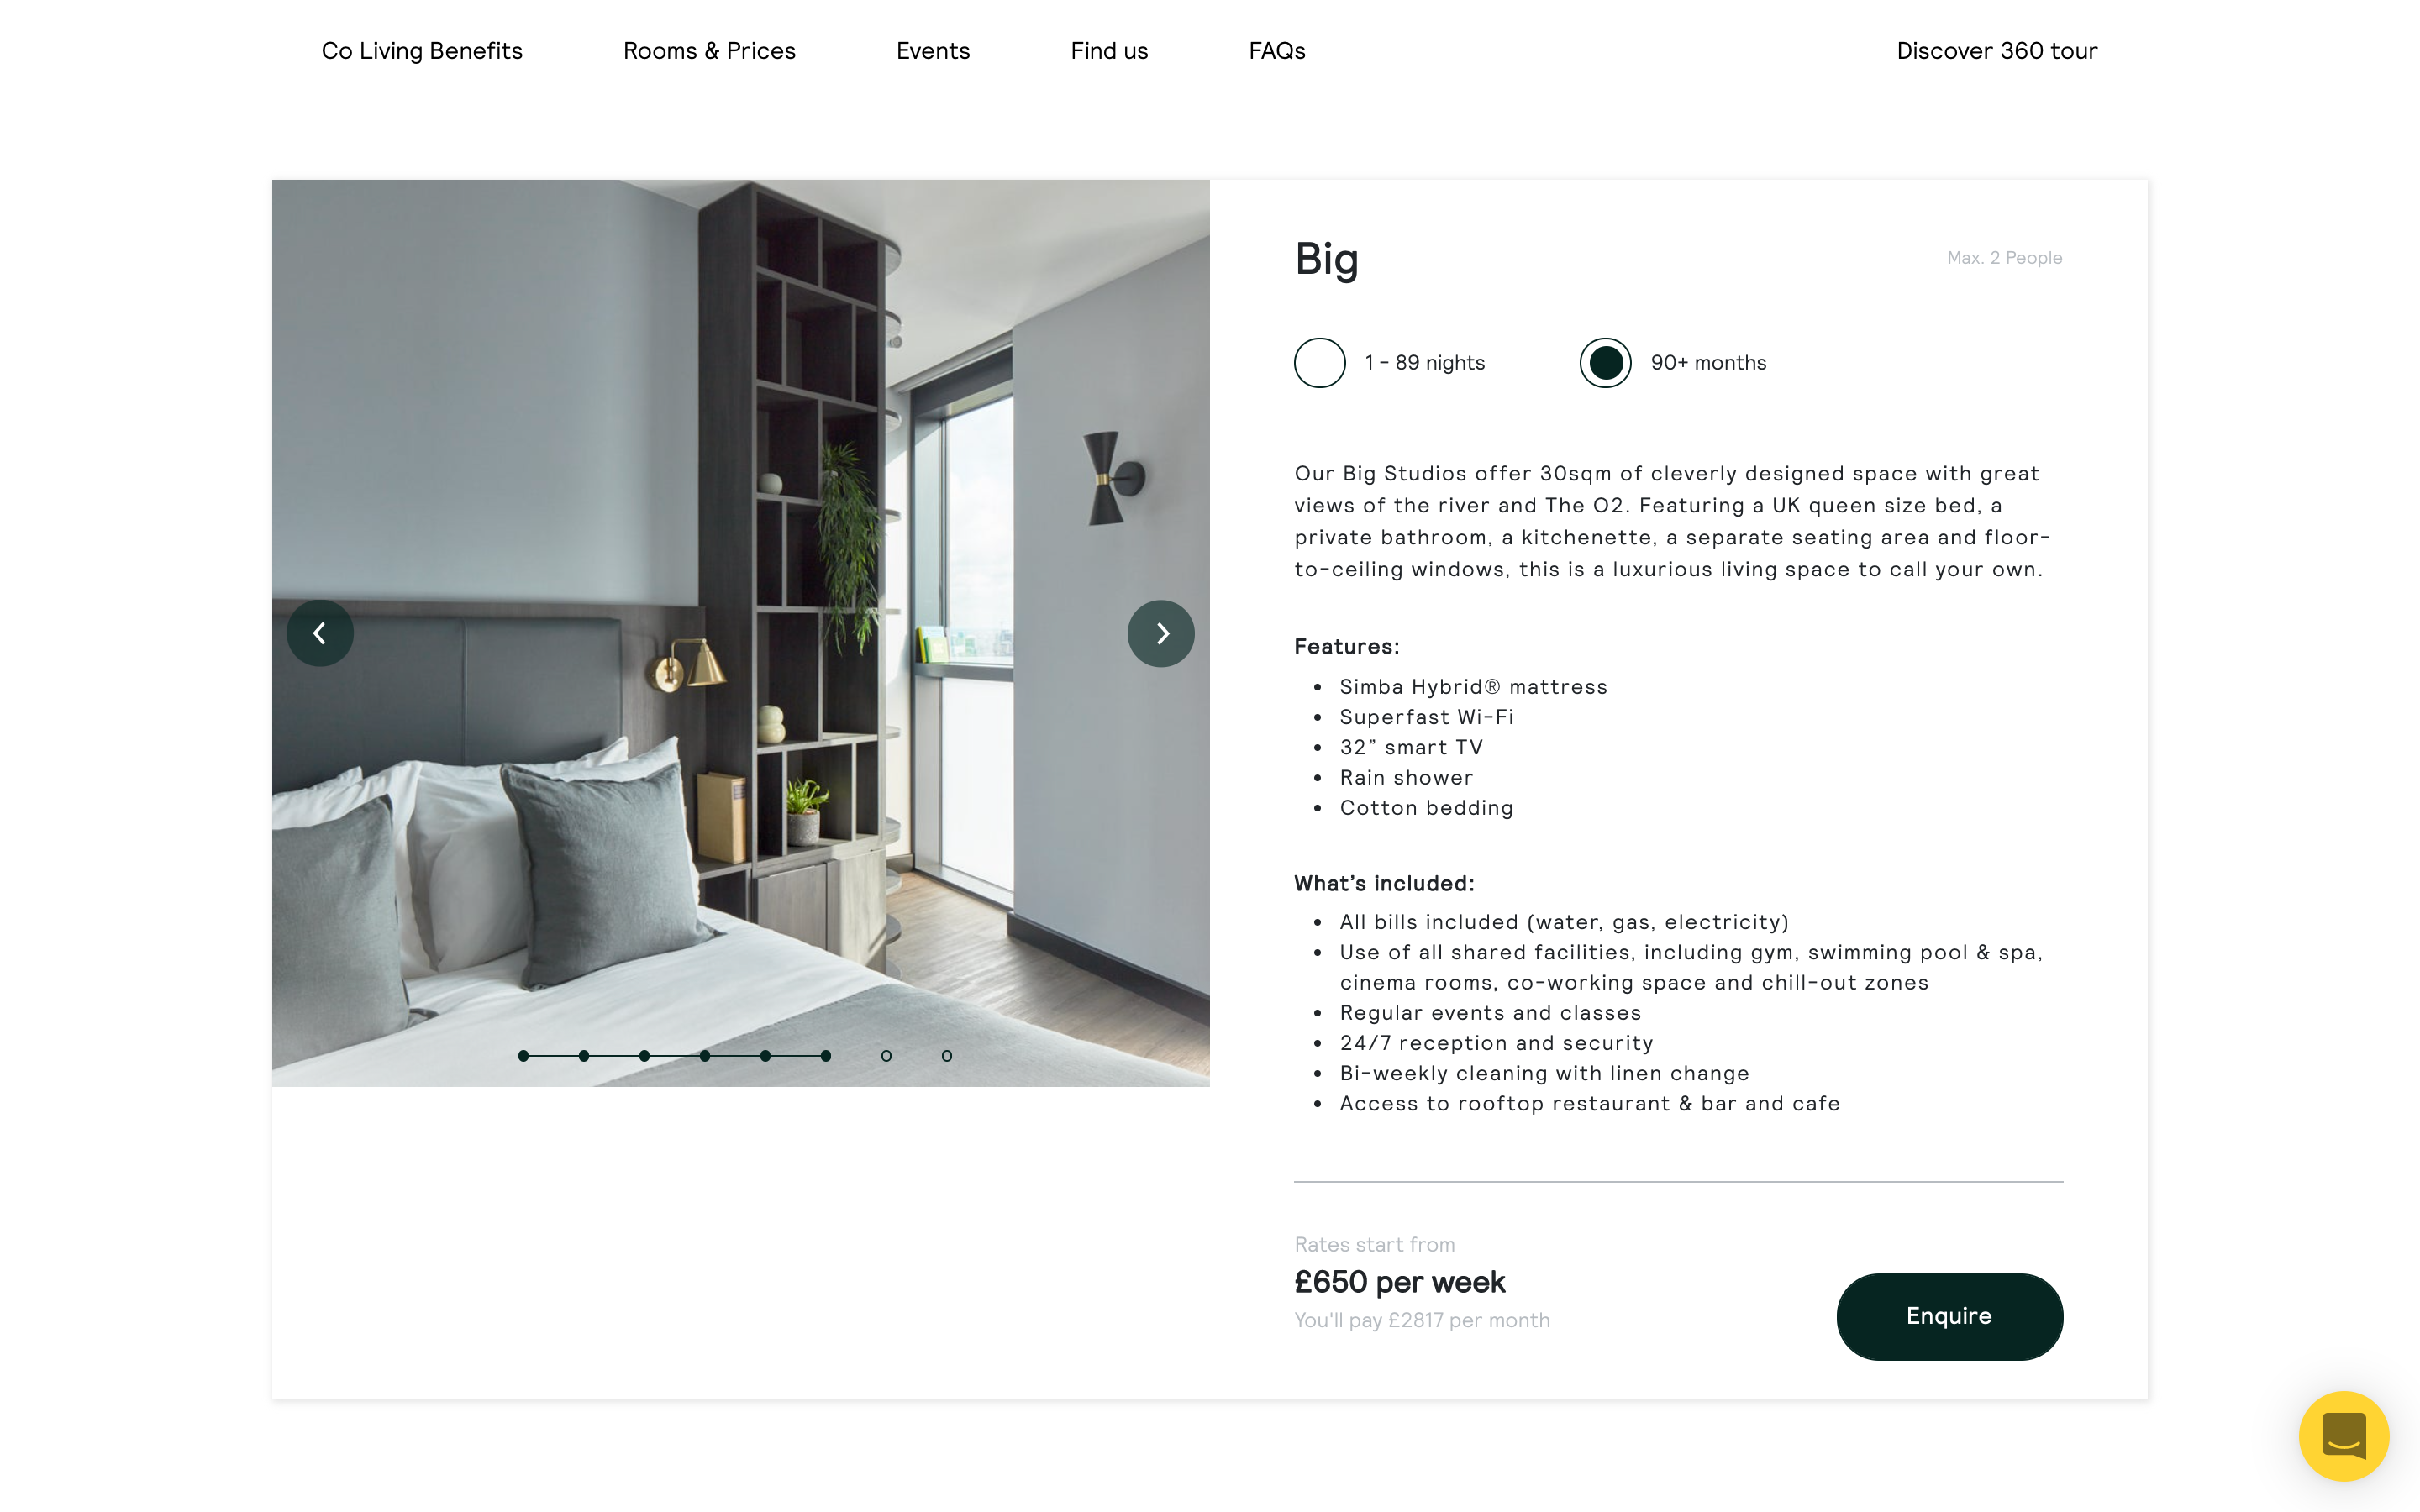 Co Living Benefits Rooms & Prices Events Find us FAQs Discover 360 tour
Big
Max. 2 People
1 - 89 nights
90+ months
Our Big Studios offer 30sqm of cleverly designed space with great
views of the river and The O2. Featuring a UK queen size bed, a
private bathroom, a kitchenette, a separate seating area and floor-
to-ceiling windows, this is a luxurious living space to call your own.
Features:
• Simba Hybrid® mattress
• Superfast Wi-Fi
• 32” smart TV
• Rain shower
• Cotton bedding
What’s included:
• All bills included (water, gas, electricity)
• Use of all shared facilities, including gym, swimming pool & spa,
cinema rooms, co-working space and chill-out zones
• Regular events and classes
• 24/7 reception and security
• Bi-weekly cleaning with linen change
• Access to rooftop restaurant & bar and cafe
Rates start from
£650 per week
You'll pay £2817 per month
Enquire